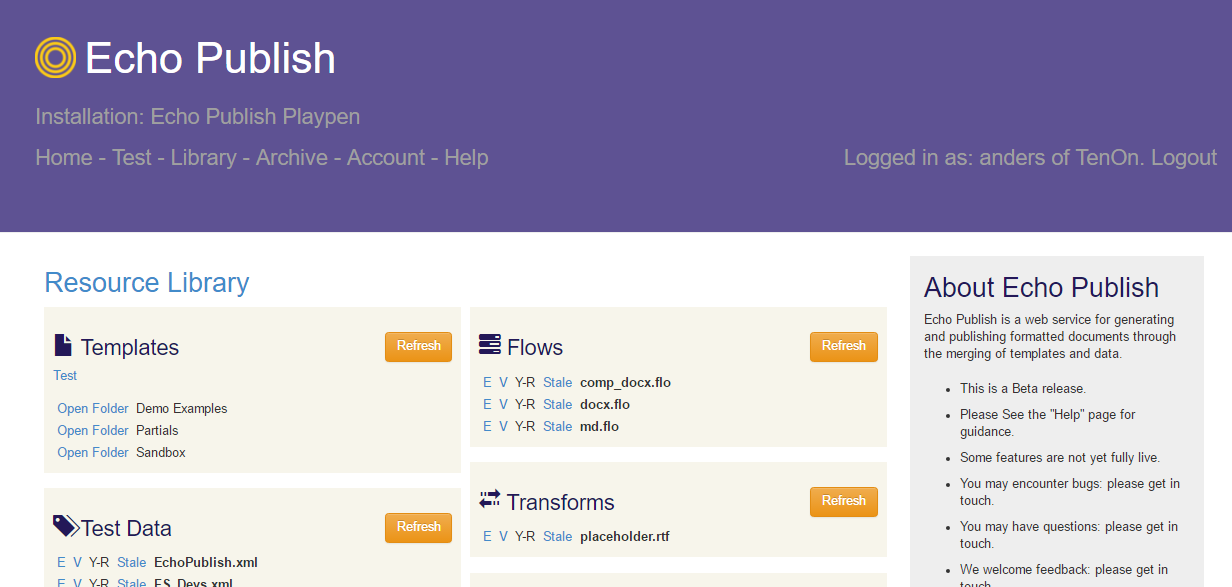 Echo Publish
Installation: Echo Publish Playpen
Home - Test - Library - Archive - Account - Help
Logged in as: anders of TenOn. Logout
Resource Library
Templates
Refresh
Test
Open Folder Demo Examples
Open Folder Partials
Open Folder Sandbox
Test Data
Refresh
E V Y-R Stale EchoPublish.xml
E V Y-R Stale ES_Devs.xml
Flows
Refresh
E V Y-R Stale comp_docx.flo
E V Y-R Stale docx.flo
E V Y-R Stale md.flo
Transforms
Refresh
E V Y-R Stale placeholder.rtf
About Echo Publish
Echo Publish is a web service for generating
and publishing formatted documents through
the merging of templates and data.
• This is a Beta release.
• Please See the "Help" page for
guidance.
• Some features are not yet fully live.
• You may encounter bugs: please get in
touch.
• You may have questions: please get in
touch.
• We welcome feedback: please get in
touch.